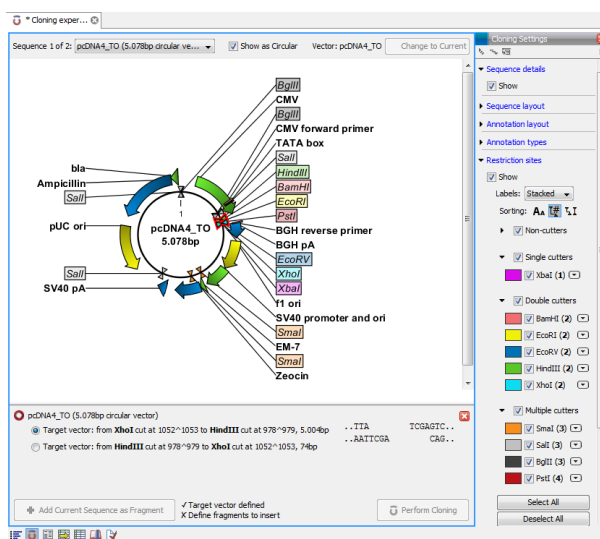 * Cloning exper...
Sequence 1 of 2: pcDNA4_TO (5.078bp circular ve...
Show as Circular
Vector: pcDNA4_TO
Change to Current
BglII
CMV
BglII
CMV forward primer
TATA box
SalI
HindIII
BamHI
EcoRI
PstI
BGH reverse primer
BGH pA
EcoRV
XhoI
XbaI
f1 ori
SV40 promoter and ori
SmaI
EM-7
SmaI
Zeocin
bla
Ampicillin
SalI
pUC ori
SalI
SV40 pA
1
pcDNA4_TO
5.078bp
pcDNA4_TO (5.078bp circular vector)
Target vector: from XhoI cut at 1052^1053 to HindIII cut at 978^979, 5.004bp
Target vector: from HindIII cut at 978^979 to XhoI cut at 1052^1053, 74bp
..TTA TCGAGTC..
..AATTCGA CAG..
Add Current Sequence as Fragment
√ Target vector defined
X Define fragments to insert
Perform Cloning
Cloning Settings
Sequence details
Show
Sequence layout
Annotation layout
Annotation types
Restriction sites
Show
Labels: Stacked
Sorting:
Non-cutters
Single cutters
XbaI (1)
Double cutters
BamHI (2)
EcoRI (2)
EcoRV (2)
HindIII (2)
XhoI (2)
Multiple cutters
SmaI (3)
SalI (3)
BglII (3)
PstI (4)
Select All
Deselect All